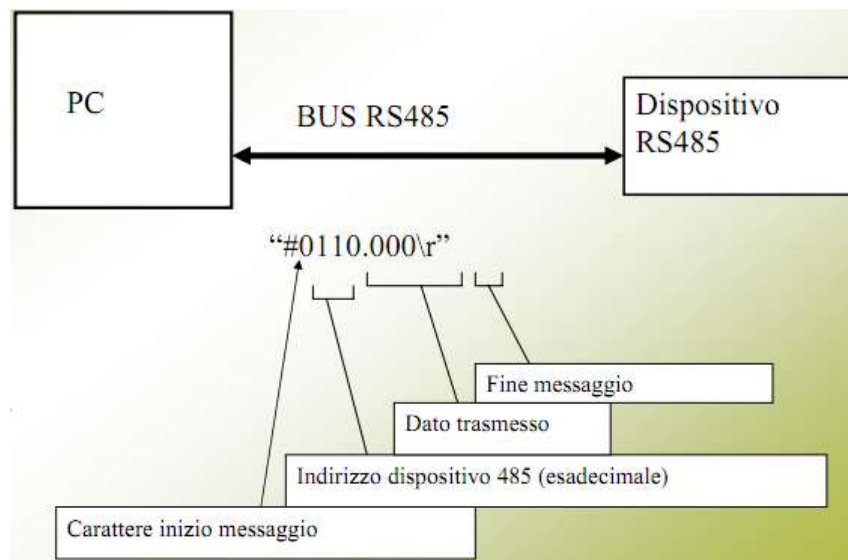 PC
BUS RS485
Dispositivo
RS485
“#0110.000\r”
Fine messaggio
Dato trasmesso
Indirizzo dispositivo 485 (esadecimale)
Carattere inizio messaggio